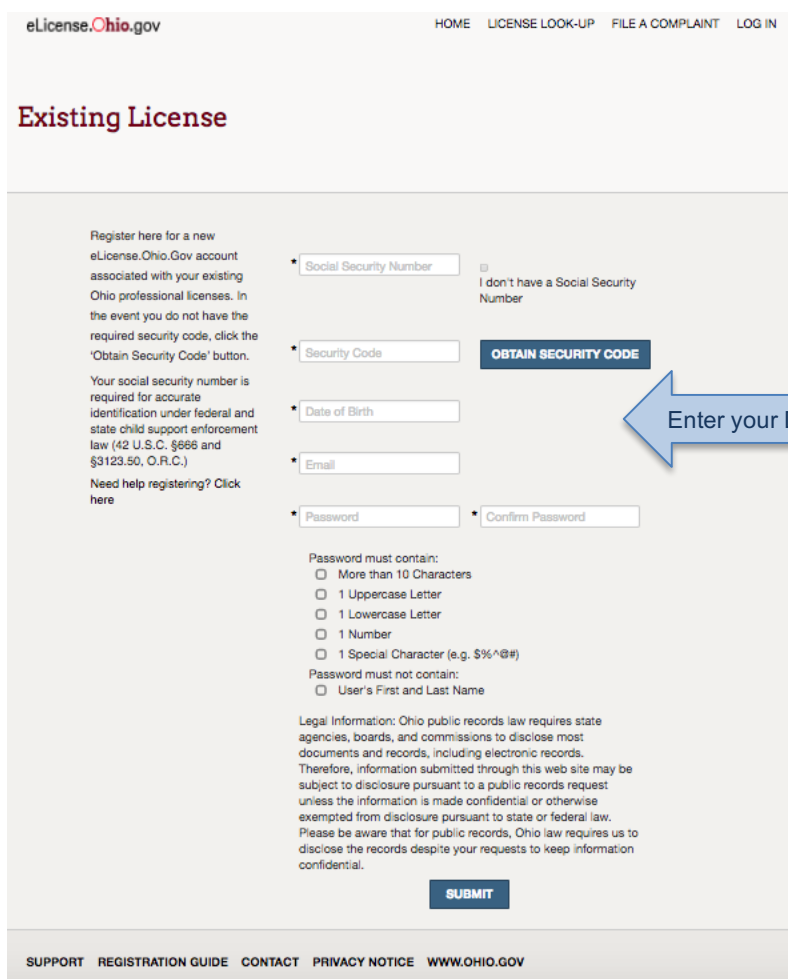 eLicense.Ohio.gov
HOME LICENSE LOOK-UP FILE A COMPLAINT LOG IN
Existing License
Register here for a new
eLicense.Ohio.Gov account
associated with your existing
Ohio professional licenses. In
the event you do not have the
required security code, click the
‘Obtain Security Code’ button.
Your social security number is
required for accurate
identification under federal and
state child support enforcement
law (42 U.S.C. §666 and
§3123.50, O.R.C.)
Need help registering? Click
here
* Social Security Number
I don't have a Social Security
Number
* Security Code
OBTAIN SECURITY CODE
* Date of Birth
Enter your
* Email
* Password * Confirm Password
Password must contain:
More than 10 Characters
1 Uppercase Letter
1 Lowercase Letter
1 Number
1 Special Character (e.g. $%^@#)
Password must not contain:
User's First and Last Name
Legal Information: Ohio public records law requires state
agencies, boards, and commissions to disclose most
documents and records, including electronic records.
Therefore, information submitted through this web site may be
subject to disclosure pursuant to a public records request
unless the information is made confidential or otherwise
exempted from disclosure pursuant to state or federal law.
Please be aware that for public records, Ohio law requires us to
disclose the records despite your requests to keep information
confidential.
SUBMIT
SUPPORT REGISTRATION GUIDE CONTACT PRIVACY NOTICE WWW.OHIO.GOV